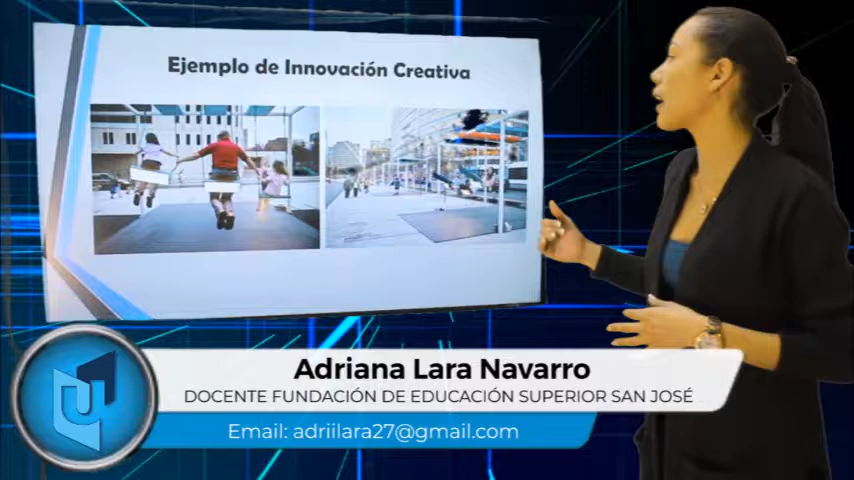 Ejemplo de Innovación Creativa
Adriana Lara Navarro
DOCENTE FUNDACIÓN DE EDUCACIÓN SUPERIOR SAN JOSÉ
Email: adriilara27@gmail.com